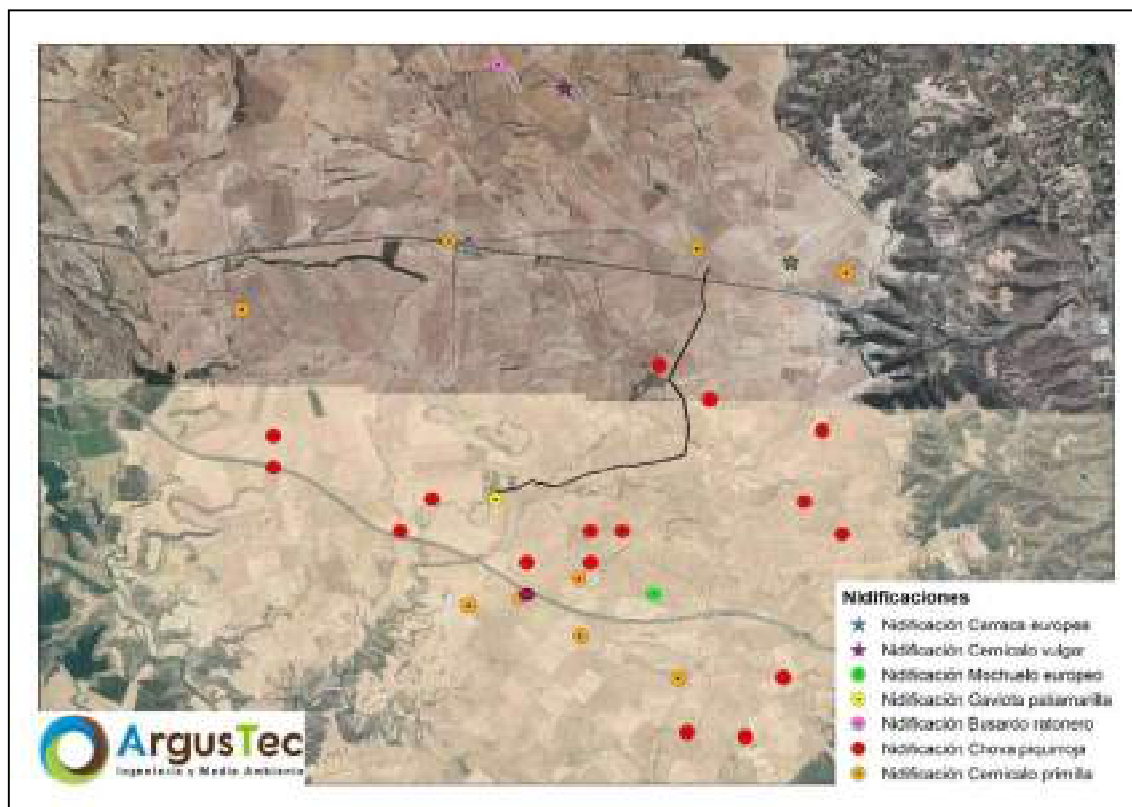 Nidificaciones
Nidificación Carraca europea
Nidificación Cernícalo vulgar
Nidificación Mochuelo europeo
Nidificación Gaviota patiamarilla
Nidificación Busardo ratonero
Nidificación Chova piquirroja
Nidificación Cernícalo primilla
ArgusTec
Ingeniería y Medio Ambiente